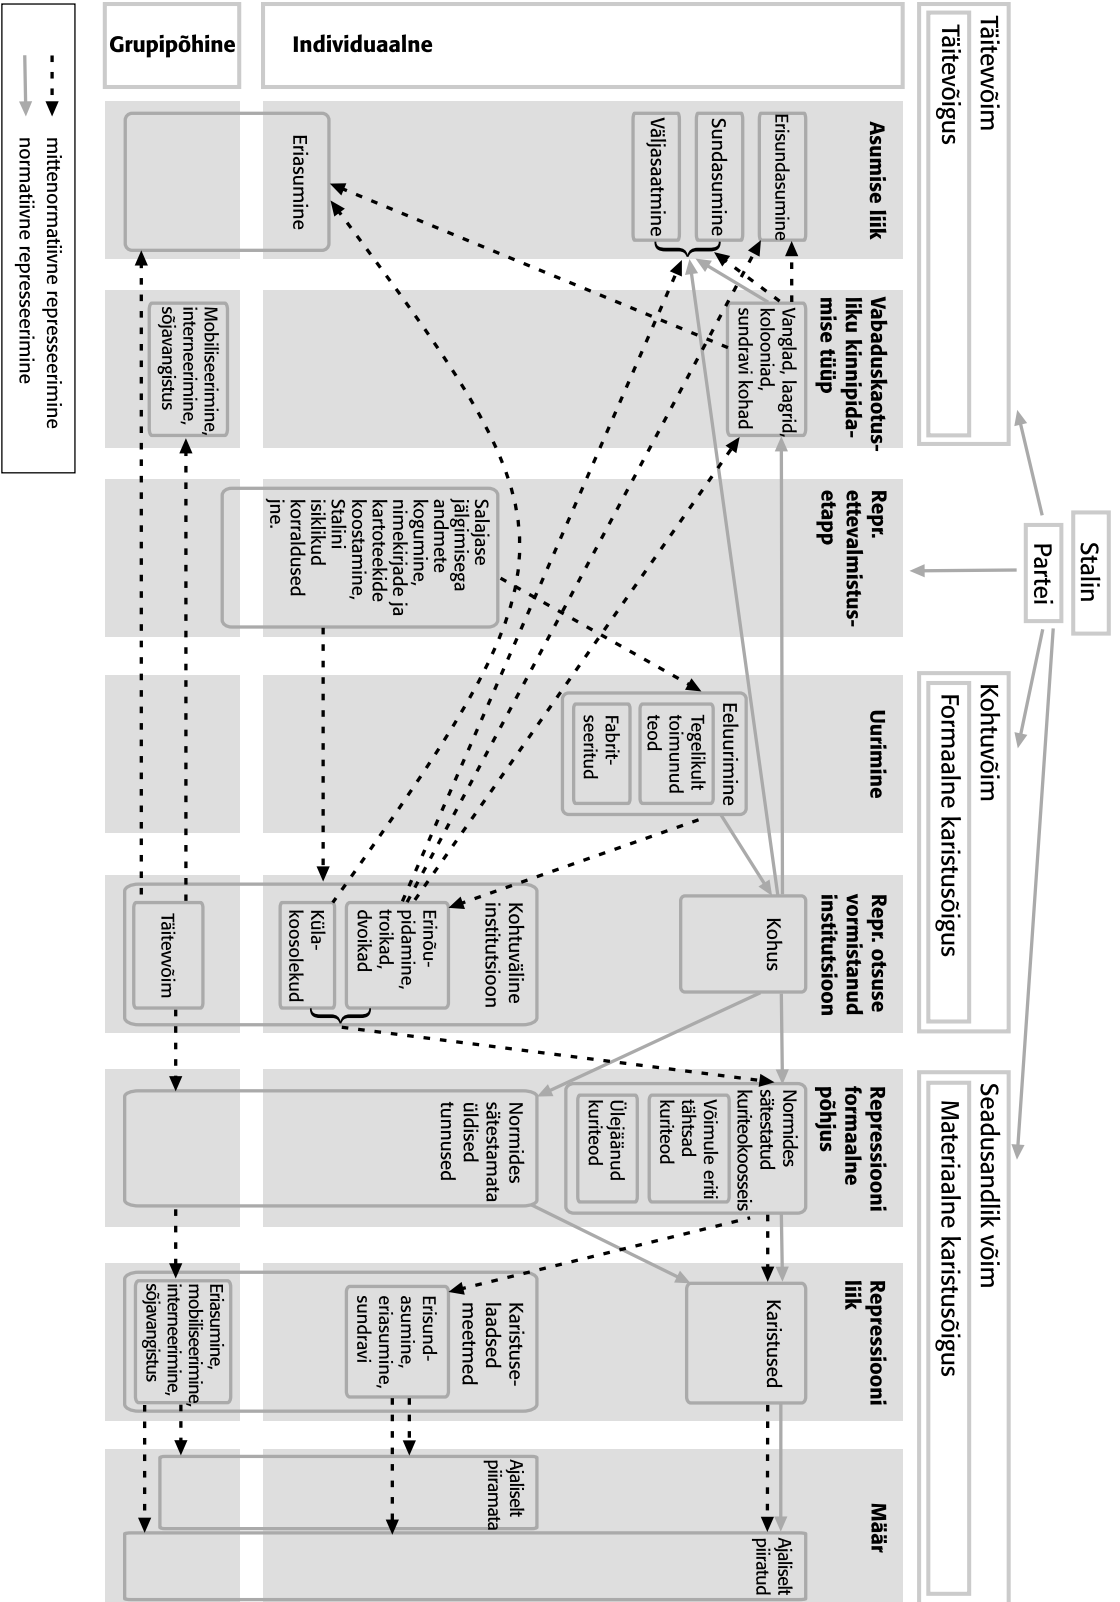 Stalin
Partei
Täitevvõim
Täitevõigus
Kohtuvõim
Formaalne karistusõigus
Seadusandlik võim
Materiaalne karistusõigus
Asumise liik
Vabaduskaotus-
liku kinnipida-
mise tüüp
Repr.
ettevalmistus-
etapp
Uurimine
Repr. otsuse
vormistanud
institutsioon
Repressiooni
formaalne
põhjus
Repressiooni
liik
Määr
Individuaalne
Erisundasumine
Sundasumine
Väljasaatmine
Eriasumine
Vanglad, laagrid,
kolooniad,
sundravi kohad
Salajase
jälgimisega
andmete
kogumine,
nimekirjade ja
kartoteekide
koostamine,
Stalini
isiklikud
korraldused
jne.
Eeluurimine
Tegelikult
toimunud
teod
Fabrit-
seeritud
Kohus
Kohtuväline
institutsioon
Erinõu-
pidamine,
troikad,
dvoikad
Küla-
koosolekud
Normides
sätestatud
kuriteokoosseis
Võimule eriti
tähtsad
kuriteod
Ülejäänud
kuriteod
Normides
sätestamata
üldised
tunnused
Karistused
Karistuse-
laadsed
meetmed
Erisund-
asumine,
eriasumine,
sundravi
Ajaliselt
piiratud
Ajaliselt
piiramata
Grupipõhine
Mobiliseerimine,
interneerimine,
sõjavangistus
Täitevvõim
Eriasumine,
mobiliseerimine,
interneerimine,
sõjavangistus
mittenormatiivne represseerimine
normatiivne represseerimine